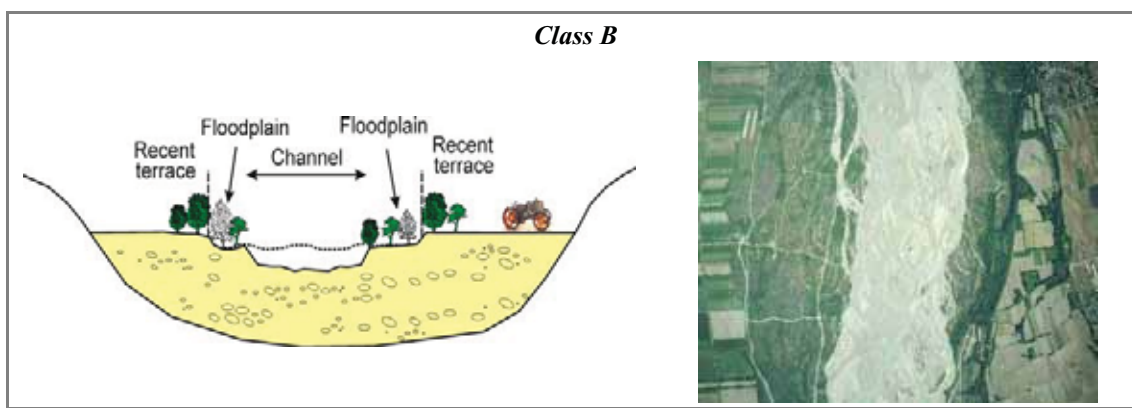 Class B
Floodplain
Floodplain
Recent
terrace
Channel
Recent
terrace